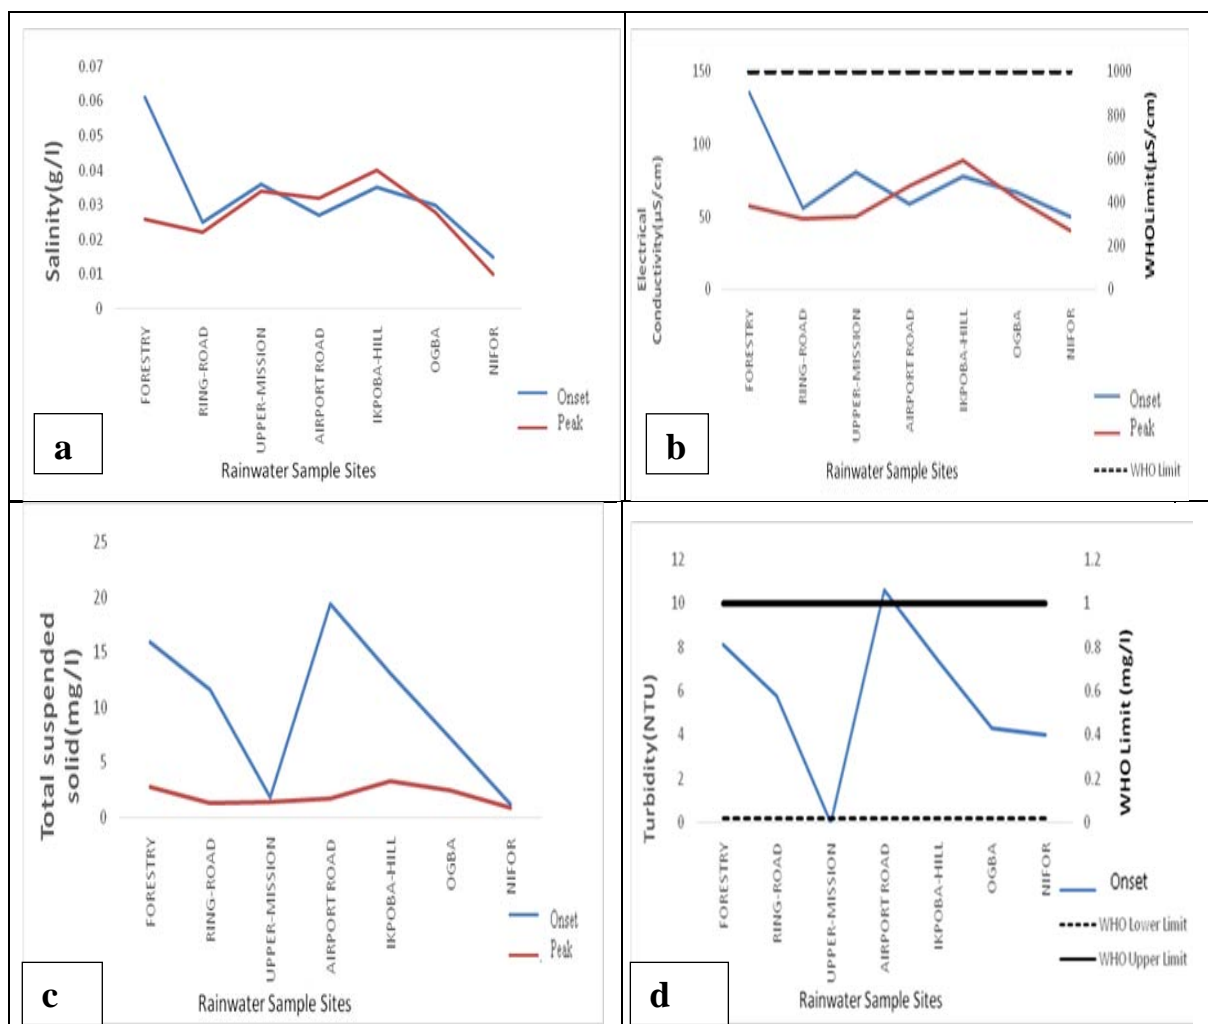 Salinity(g/l)
0.07
0.06
0.05
0.04
0.03
0.02
0.01
0
FORESTRY
RING-ROAD
UPPER-MISSION
AIRPORT ROAD
IKPOBA-HILL
OGBA
NIFOR
Onset
Peak
Rainwater Sample Sites
a
Electrical
Conductivity(µS/cm)
150
100
50
0
1000
800
600
400
200
0
WHOLimit(µS/cm)
FORESTRY
RING-ROAD
UPPER-MISSION
AIRPORT ROAD
IKPOBA-HILL
OGBA
NIFOR
Onset
Peak
WHO Limit
Rainwater Sample Sites
b
Total suspended
solid(mg/l)
25
20
15
10
5
0
FORESTRY
RING-ROAD
UPPER-MISSION
AIRPORT ROAD
IKPOBA-HILL
OGBA
NIFOR
Onset
Peak
Rainwater Sample Sites
c
Turbidity(NTU)
12
10
8
6
4
2
0
1.2
1
0.8
0.6
0.4
0.2
0
WHO Limit (mg/l)
FORESTRY
RING-ROAD
UPPER-MISSION
AIRPORT ROAD
IKPOBA-HILL
OGBA
NIFOR
Onset
WHO Lower Limit
WHO Upper Limit
Rainwater Sample Sites
d